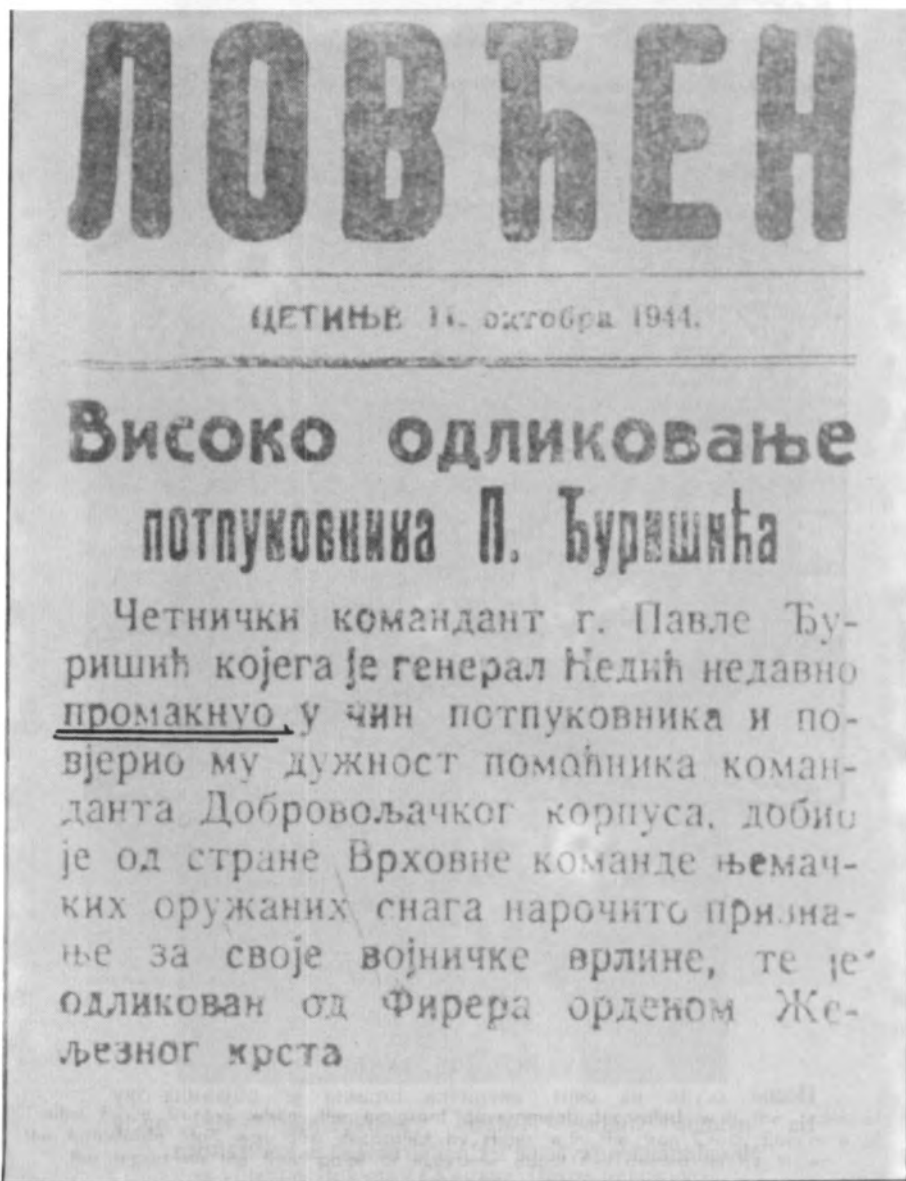 ЛОВЋЕН
ЦЕТИЊЕ 11. октобра 1944.
Високо одликовање
потпуковника П. Ђуришића
Четнички командант г. Павле Ђу-
ришић којега је генерал Недић недавно
промакнуо у чин потпуковника и по-
вјерио му дужност помоћника коман-
данта Добровољачког корпуса, добио
је од стране Врховне команде њемач-
ких оружаних снага нарочито призна-
ње за своје војничке врлине, те је
одликован од Фирера орденом Же-
љезног крста